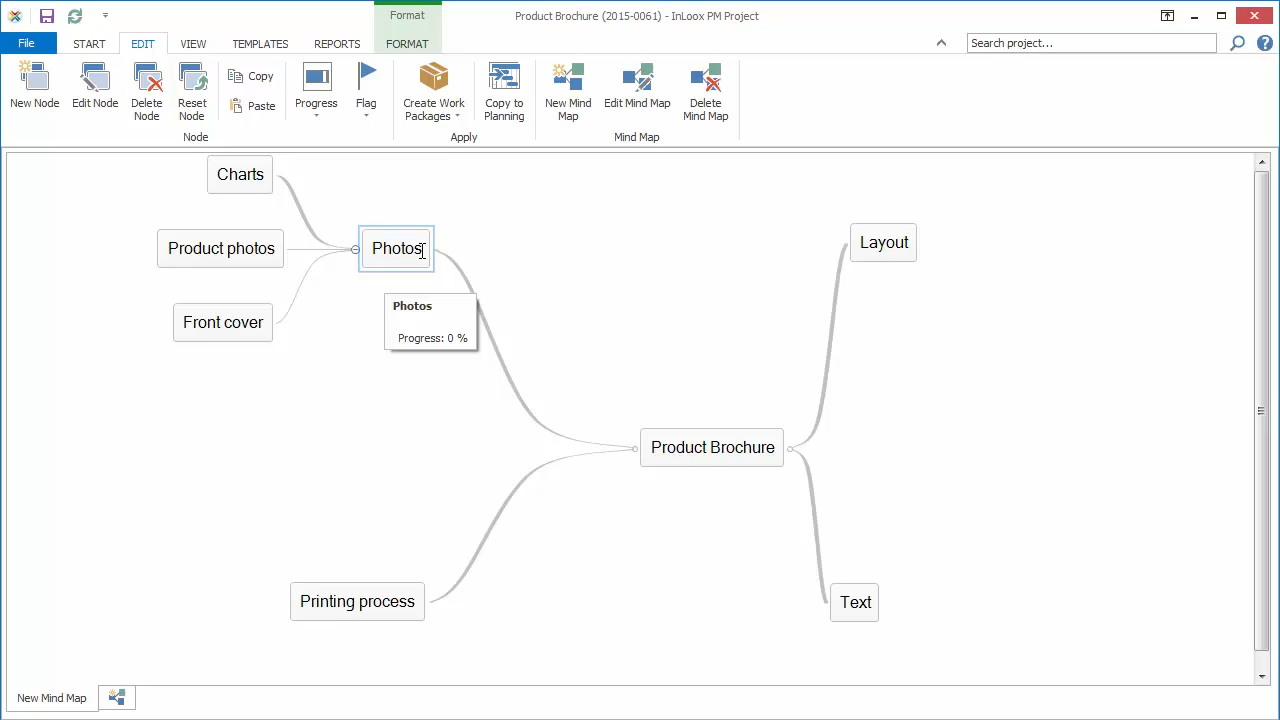 Format
Product Brochure (2015-0061) - InLoox PM Project
File
START
EDIT
VIEW
TEMPLATES
REPORTS
FORMAT
Search project...
New Node
Edit Node
Delete
Node
Reset
Node
Copy
Paste
Progress
Flag
Create Work
Packages
Copy to
Planning
New Mind
Map
Edit Mind Map
Delete
Mind Map
Node
Apply
Mind Map
Charts
Product photos
Photos
Layout
Photos
Progress: 0 %
Front cover
Product Brochure
Printing process
Text
New Mind Map